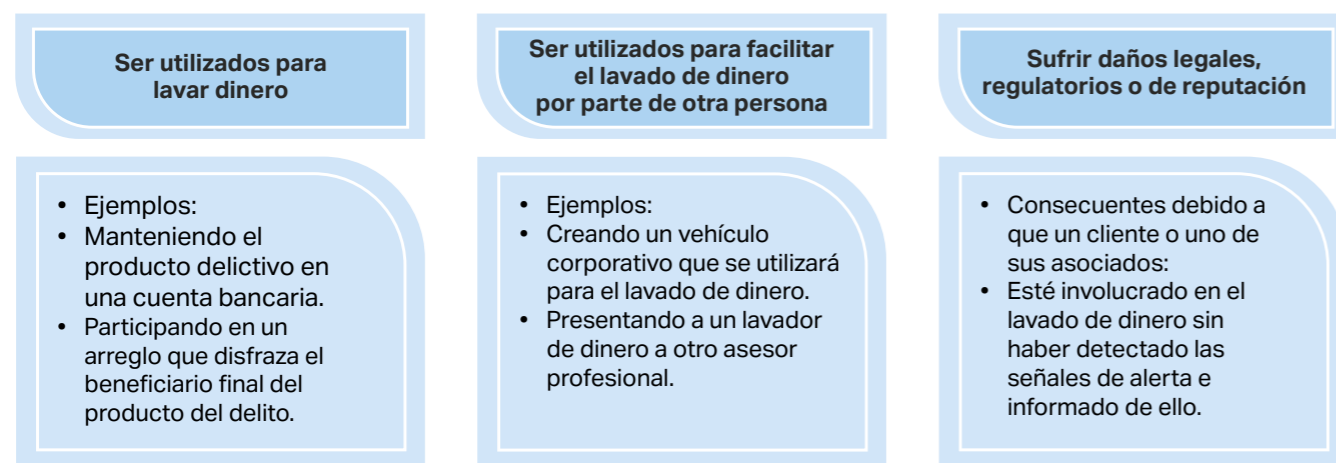 Ser utilizados para
lavar dinero
• Ejemplos:
• Manteniendo el
producto delictivo en
una cuenta bancaria.
• Participando en un
arreglo que disfraza el
beneficiario final del
producto del delito.
Ser utilizados para facilitar
el lavado de dinero
por parte de otra persona
• Ejemplos:
• Creando un vehículo
corporativo que se utilizará
para el lavado de dinero.
• Presentando a un lavador
de dinero a otro asesor
profesional.
Sufrir daños legales,
regulatorios o de reputación
• Consecuentes debido a
que un cliente o uno de
sus asociados:
• Esté involucrado en el
lavado de dinero sin
haber detectado las
señales de alerta e
informado de ello.